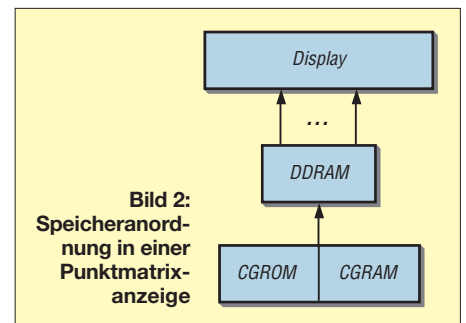 Display
...
DDRAM
Bild 2:
Speicheranord-
nung in einer
Punktmatrix-
anzeige
CGROM CGRAM